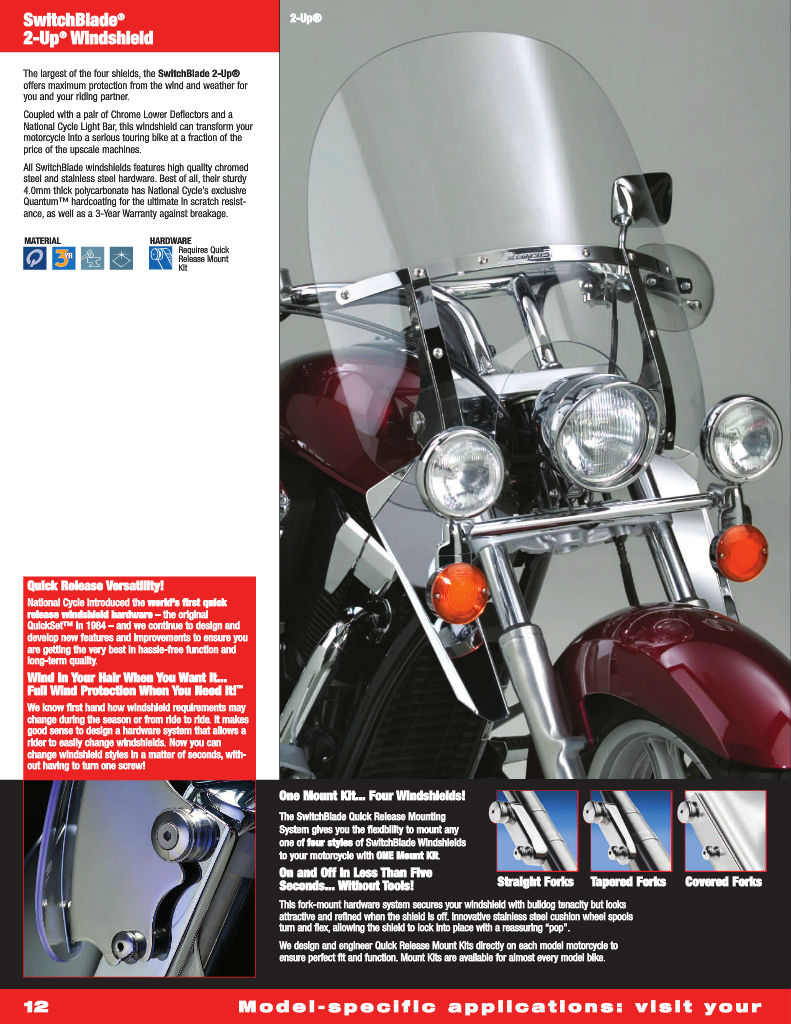 SwitchBlade®
2-Up® Windshield
2-Up®
The largest of the four shields, the SwitchBlade 2-Up®
offers maximum protection from the wind and weather for
you and your riding partner.
Coupled with a pair of Chrome Lower Deflectors and a
National Cycle Light Bar, this windshield can transform your
motorcycle into a serious touring bike at a fraction of the
price of the upscale machines.
All SwitchBlade windshields features high quality chromed
steel and stainless steel hardware. Best of all, their sturdy
4.0mm thick polycarbonate has National Cycle's exclusive
Quantum™ hardcoating for the ultimate in scratch resist-
ance, as well as a 3-Year Warranty against breakage.
MATERIAL
3YR
HARDWARE
Requires Quick
Release Mount
Kit
Quick Release Versatility!
National Cycle introduced the world's first quick
release windshield hardware – the original
QuickSet™ in 1984 – and we continue to design and
develop new features and improvements to ensure you
are getting the very best in hassle-free function and
long-term quality.
Wind In Your Hair When You Want It...
Full Wind Protection When You Need It!™
We know first hand how windshield requirements may
change during the season or from ride to ride. It makes
good sense to design a hardware system that allows a
rider to easily change windshields. Now you can
change windshield styles in a matter of seconds, with-
out having to turn one screw!
One Mount Kit... Four Windshields!
The SwitchBlade Quick Release Mounting
System gives you the flexibility to mount any
one of four styles of SwitchBlade Windshields
to your motorcycle with ONE Mount Kit.
On and Off in Less Than Five
Seconds... Without Tools!
Straight Forks
Tapered Forks
Covered Forks
This fork-mount hardware system secures your windshield with bulldog tenacity but looks
attractive and refined when the shield is off. Innovative stainless steel cushion wheel spools
turn and flex, allowing the shield to lock into place with a reassuring “pop”.
We design and engineer Quick Release Mount Kits directly on each model motorcycle to
ensure perfect fit and function. Mount Kits are available for almost every model bike.
12
Model-specific applications: visit your